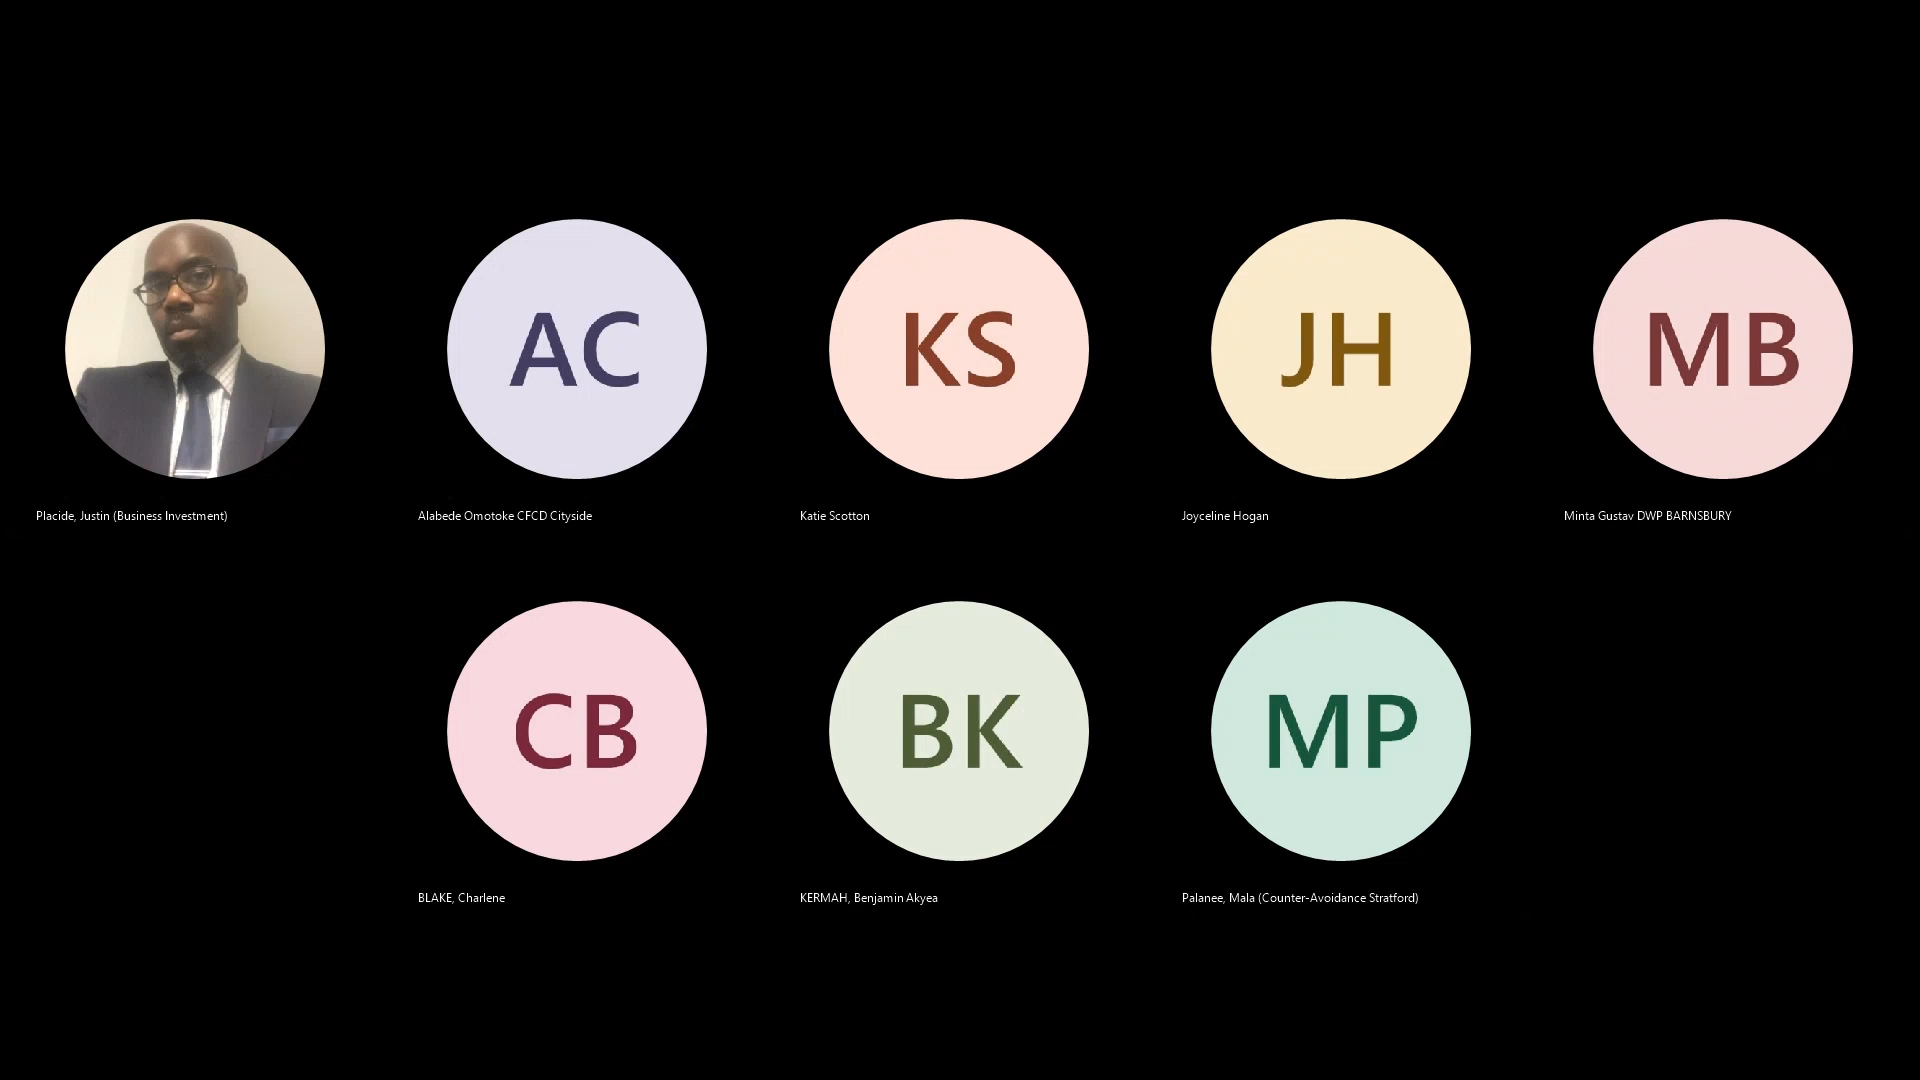 AC
KS
JH
MB
Placide, Justin (Business Investment)
Alabede Omotoke CFCD Cityside
Katie Scotton
Joyceline Hogan
Minta Gustav DWP BARNSBURY
CB
BK
MP
BLAKE, Charlene
KERMAH, Benjamin Akyea
Palanee, Mala (Counter-Avoidance Stratford)